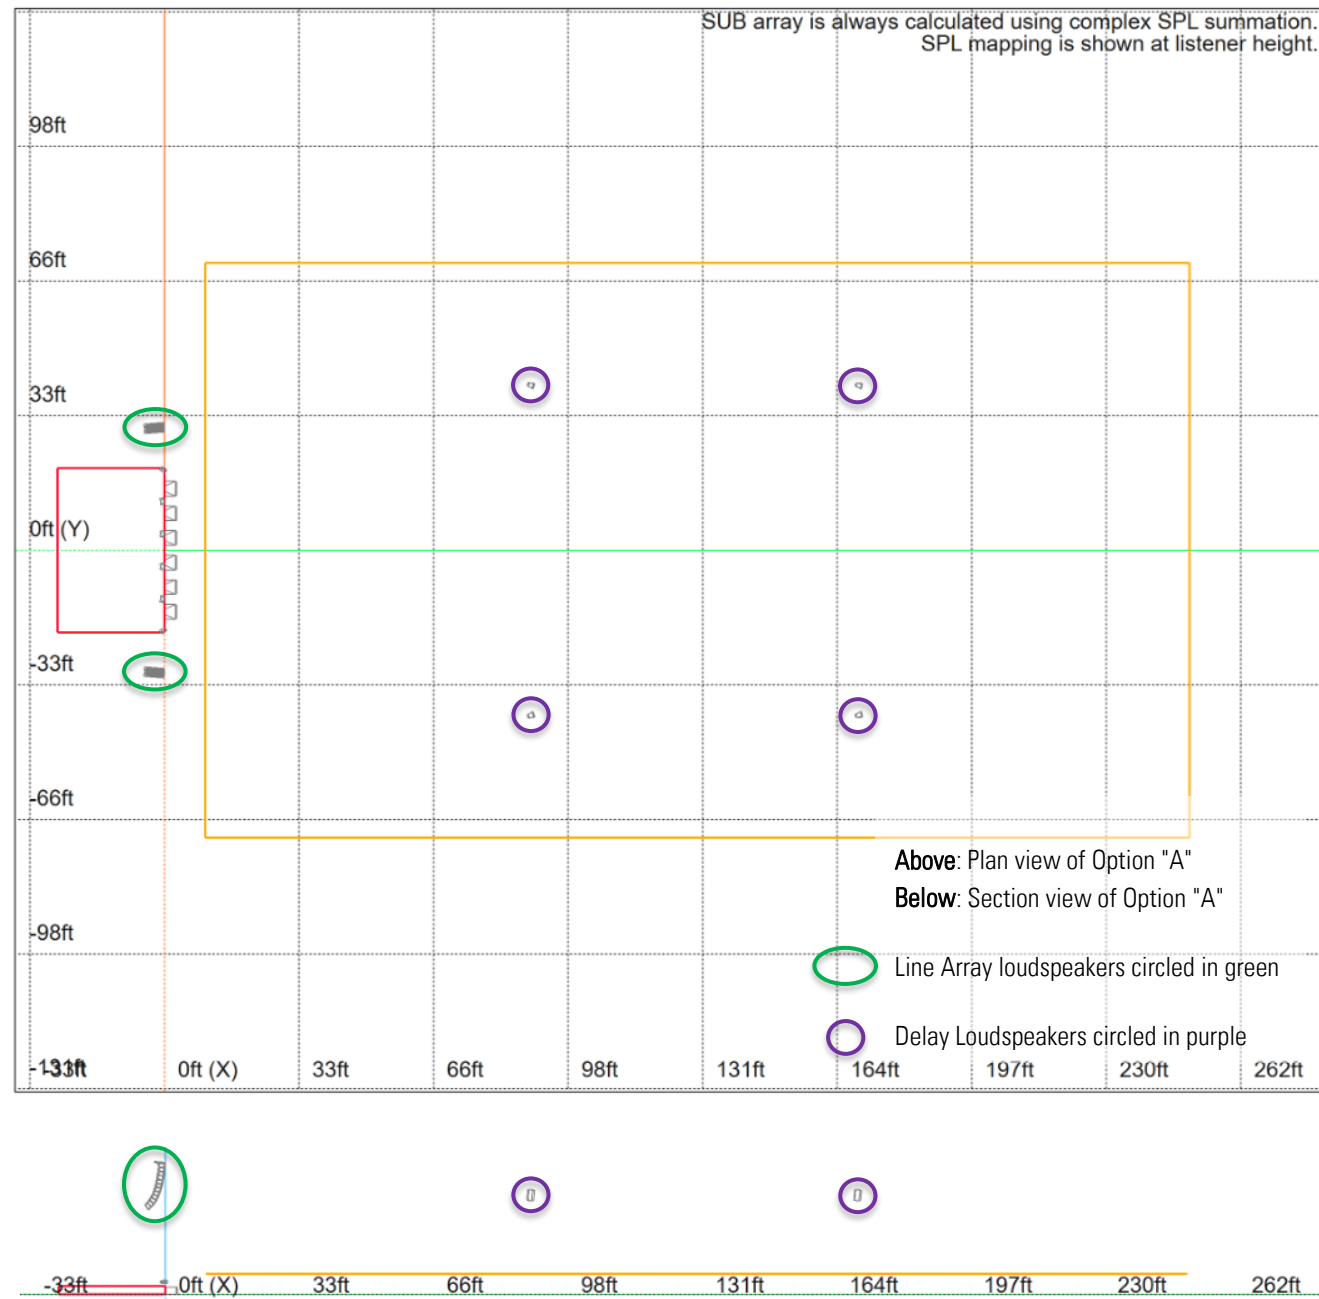 SUB array is always calculated using complex SPL summation.
SPL mapping is shown at listener height.
98ft
66ft
33ft
0ft (Y)
-33ft
-66ft
-98ft
Above: Plan view of Option "A"
Below: Section view of Option "A"
Line Array loudspeakers circled in green
Delay Loudspeakers circled in purple
-131ft -33ft 0ft (X) 33ft 66ft 98ft 131ft 164ft 197ft 230ft 262ft
-33ft 0ft (X) 33ft 66ft 98ft 131ft 164ft 197ft 230ft 262ft